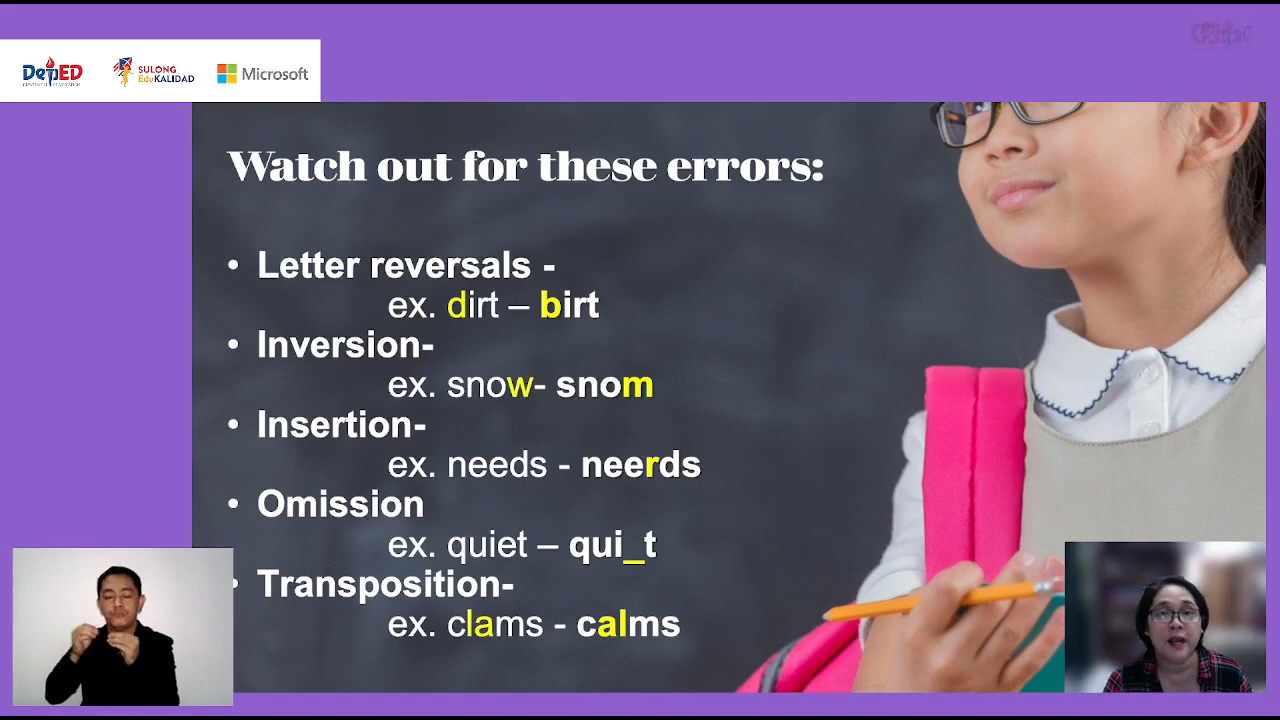 DepED
SULONG
EduKALIDAD
Microsoft
Watch out for these errors:
• Letter reversals -
ex. dirt – birt
• Inversion-
ex. snow- snom
• Insertion-
ex. needs - neerds
• Omission
ex. quiet – qui_t
• Transposition-
ex. clams - calms